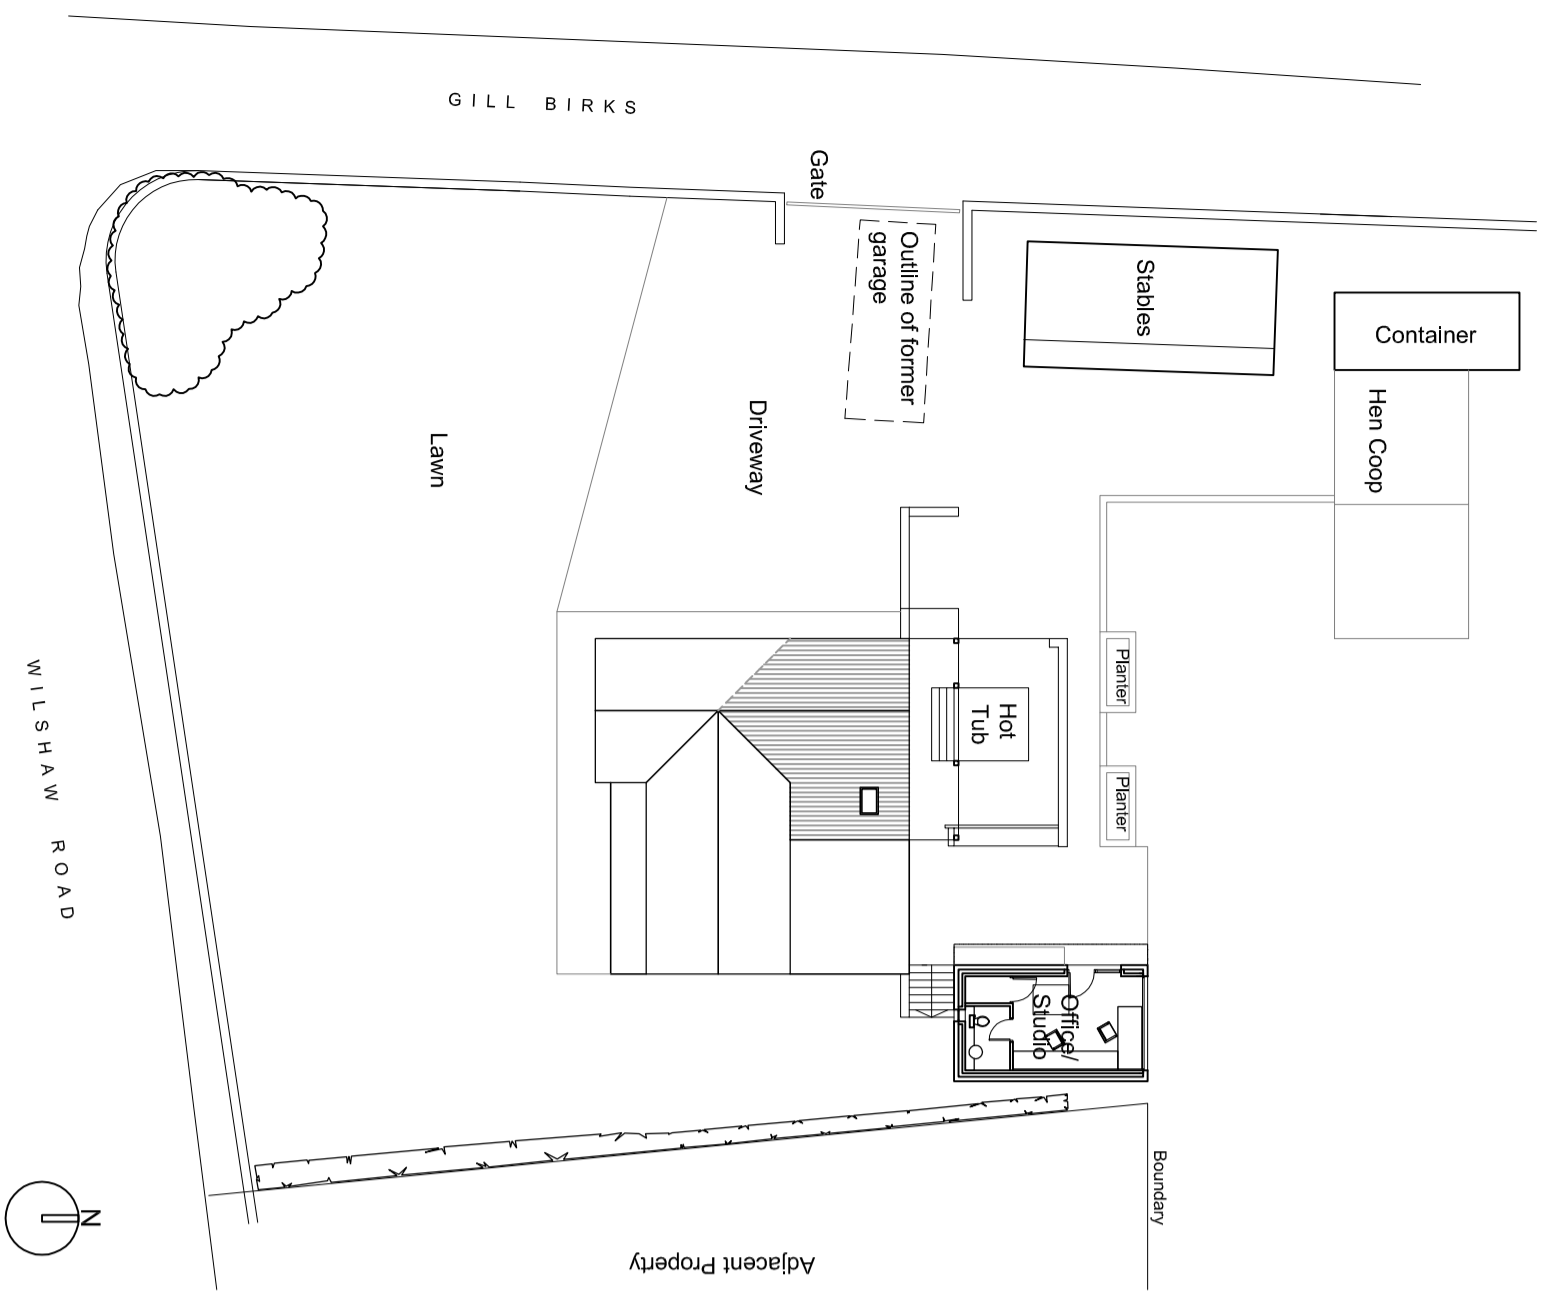 GILL BIRKS
Gate
Outline of former
garage
Stables
Container
Hen Coop
Driveway
Lawn
WILSHAW ROAD
Planter
Hot
Tub
Planter
Office/
Studio
Boundary
N
Adjacent Property